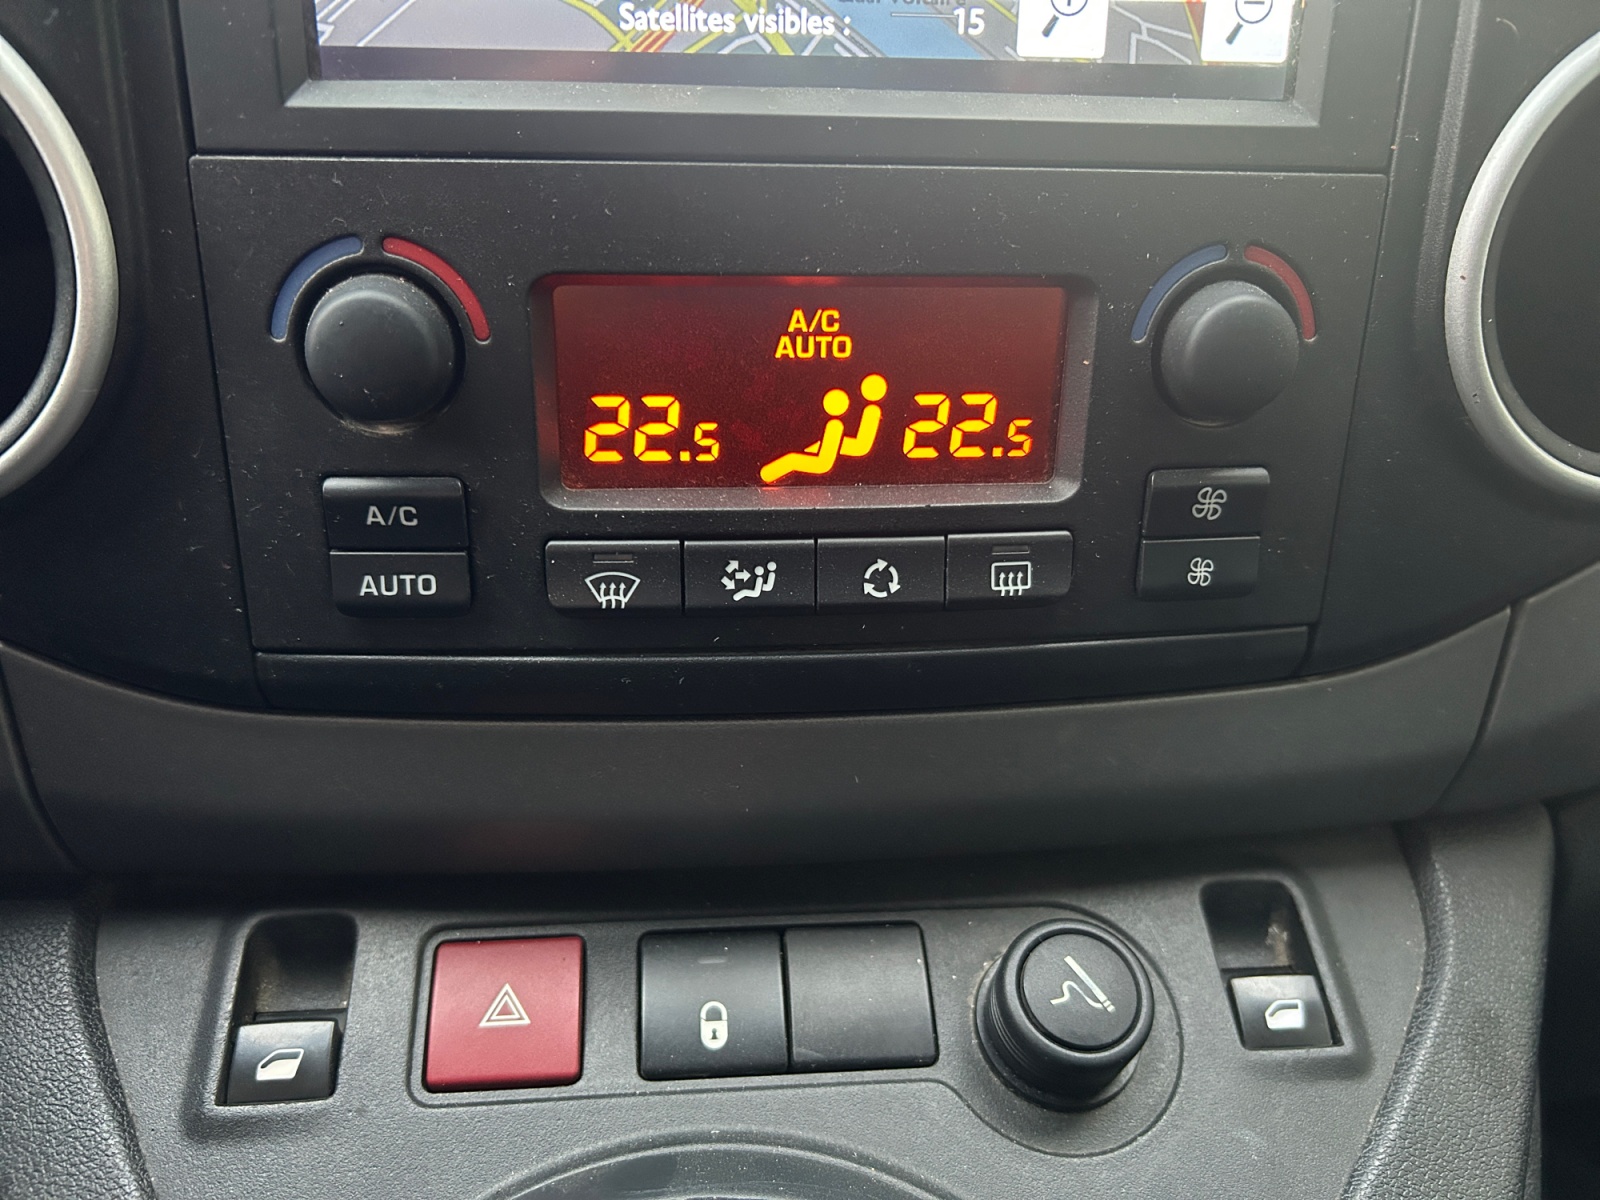 Satellites visibles : 15
A/C
AUTO
22.5 22.5
A/C
AUTO